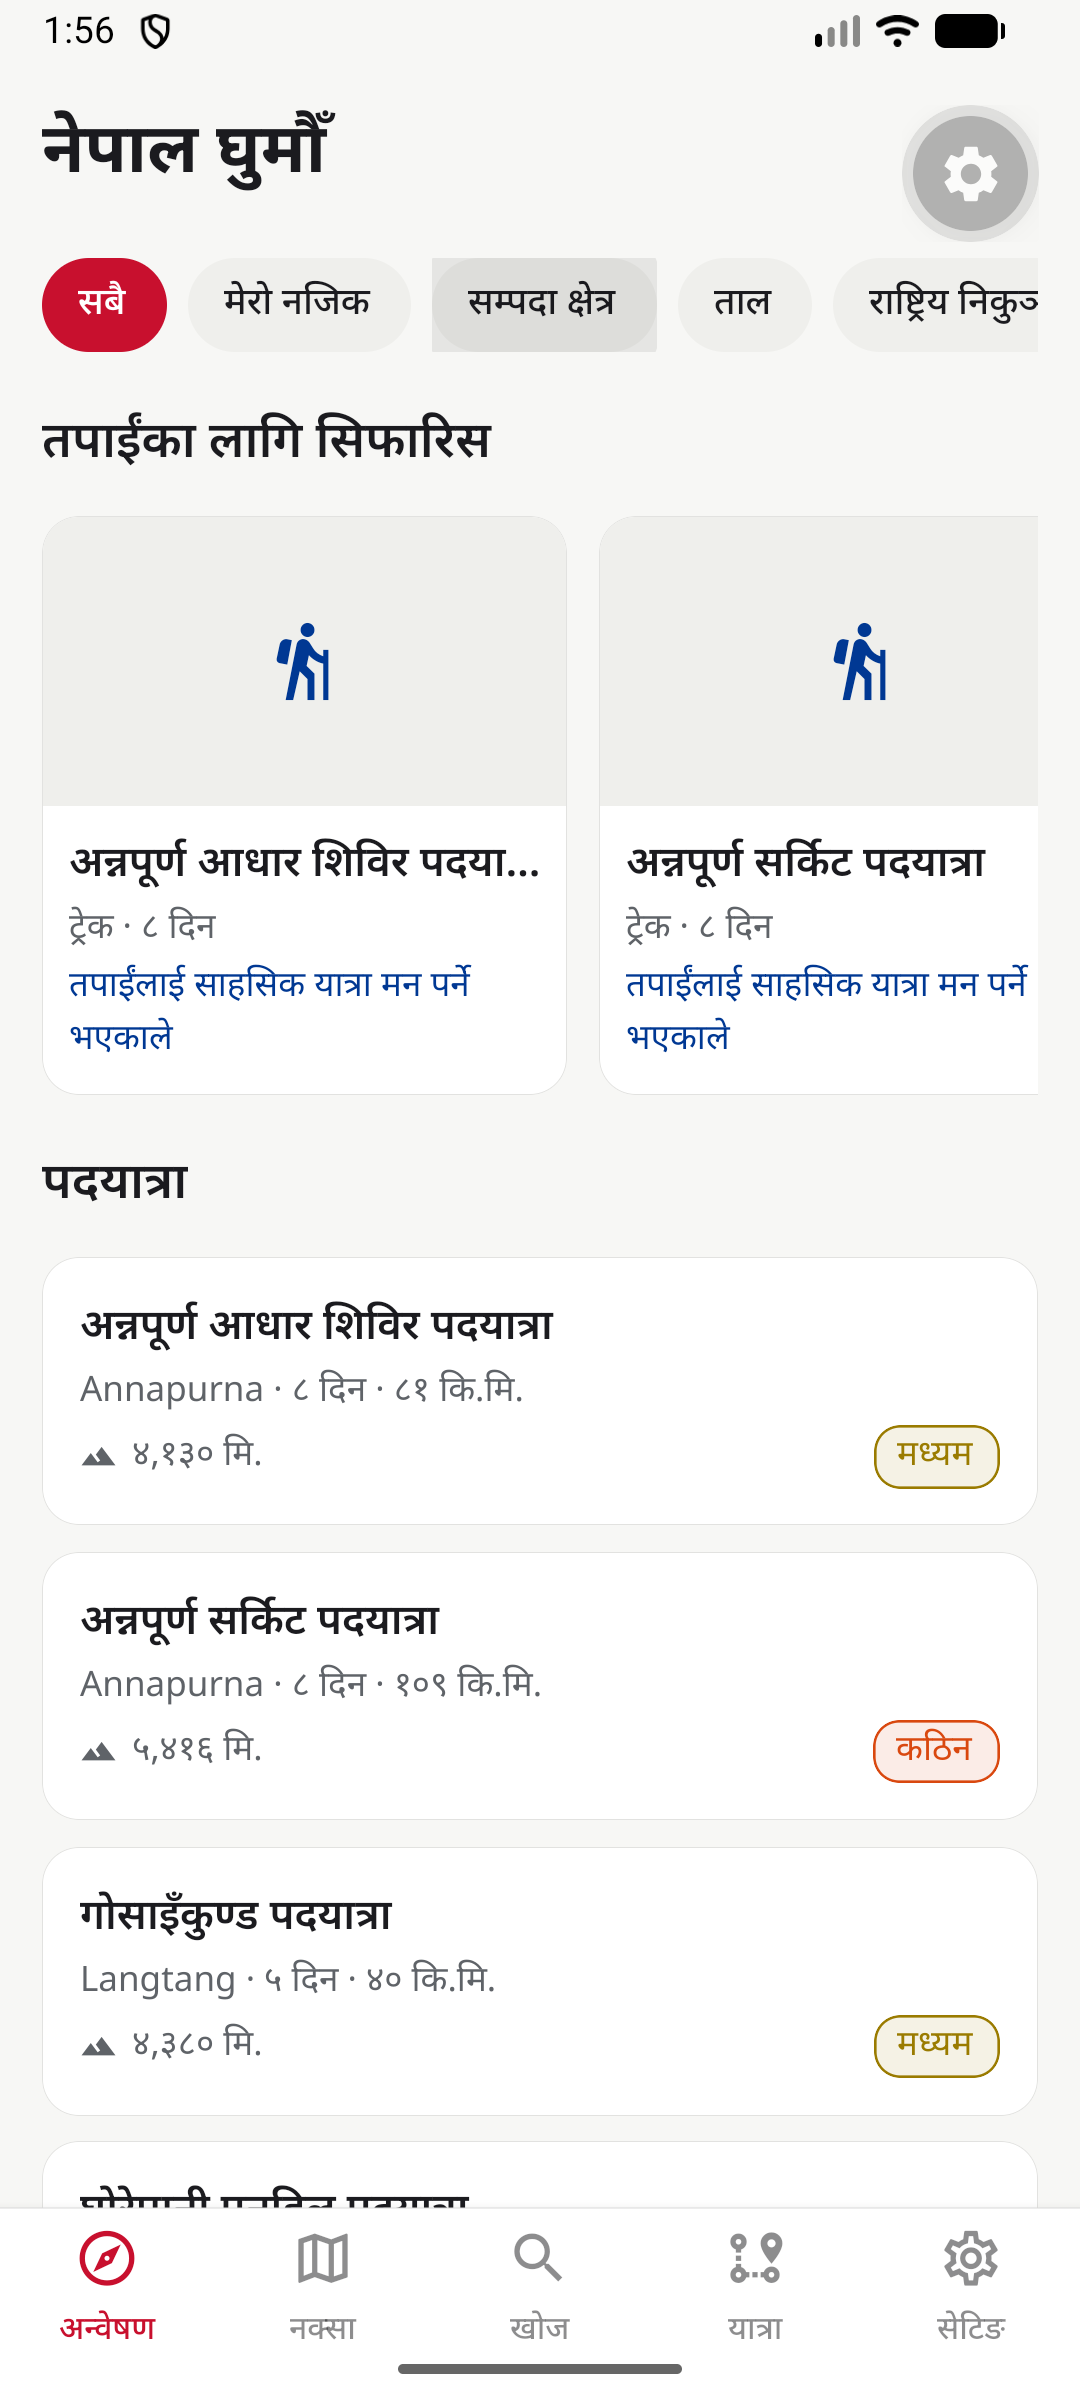 1:56
नेपाल घुमौँ
सबै
मेरो नजिक
सम्पदा क्षेत्र
ताल
राष्ट्रिय
तपाईंका लागि सिफारिस
अन्नपूर्ण आधार शिविर पदया...
ट्रेक · ८ दिन
तपाईंलाई साहसिक यात्रा मन पर्ने
भएकाले
अन्नपूर्ण सर्किट पदयात्रा
ट्रेक · ८ दिन
तपाईंलाई साहसिक यात्रा मन पर्ने
भएकाले
पदयात्रा
अन्नपूर्ण आधार शिविर पदयात्रा
Annapurna · ८ दिन · ८१ कि.मि.
४,१३० मि.
मध्यम
अन्नपूर्ण सर्किट पदयात्रा
Annapurna · ८ दिन · १०९ कि.मि.
५,४१६ मि.
कठिन
गोसाइँकुण्ड पदयात्रा
Langtang · ५ दिन · ४० कि.मि.
४,३८० मि.
मध्यम
अन्वेषण
नक्सा
खोज
यात्रा
सेटिङ